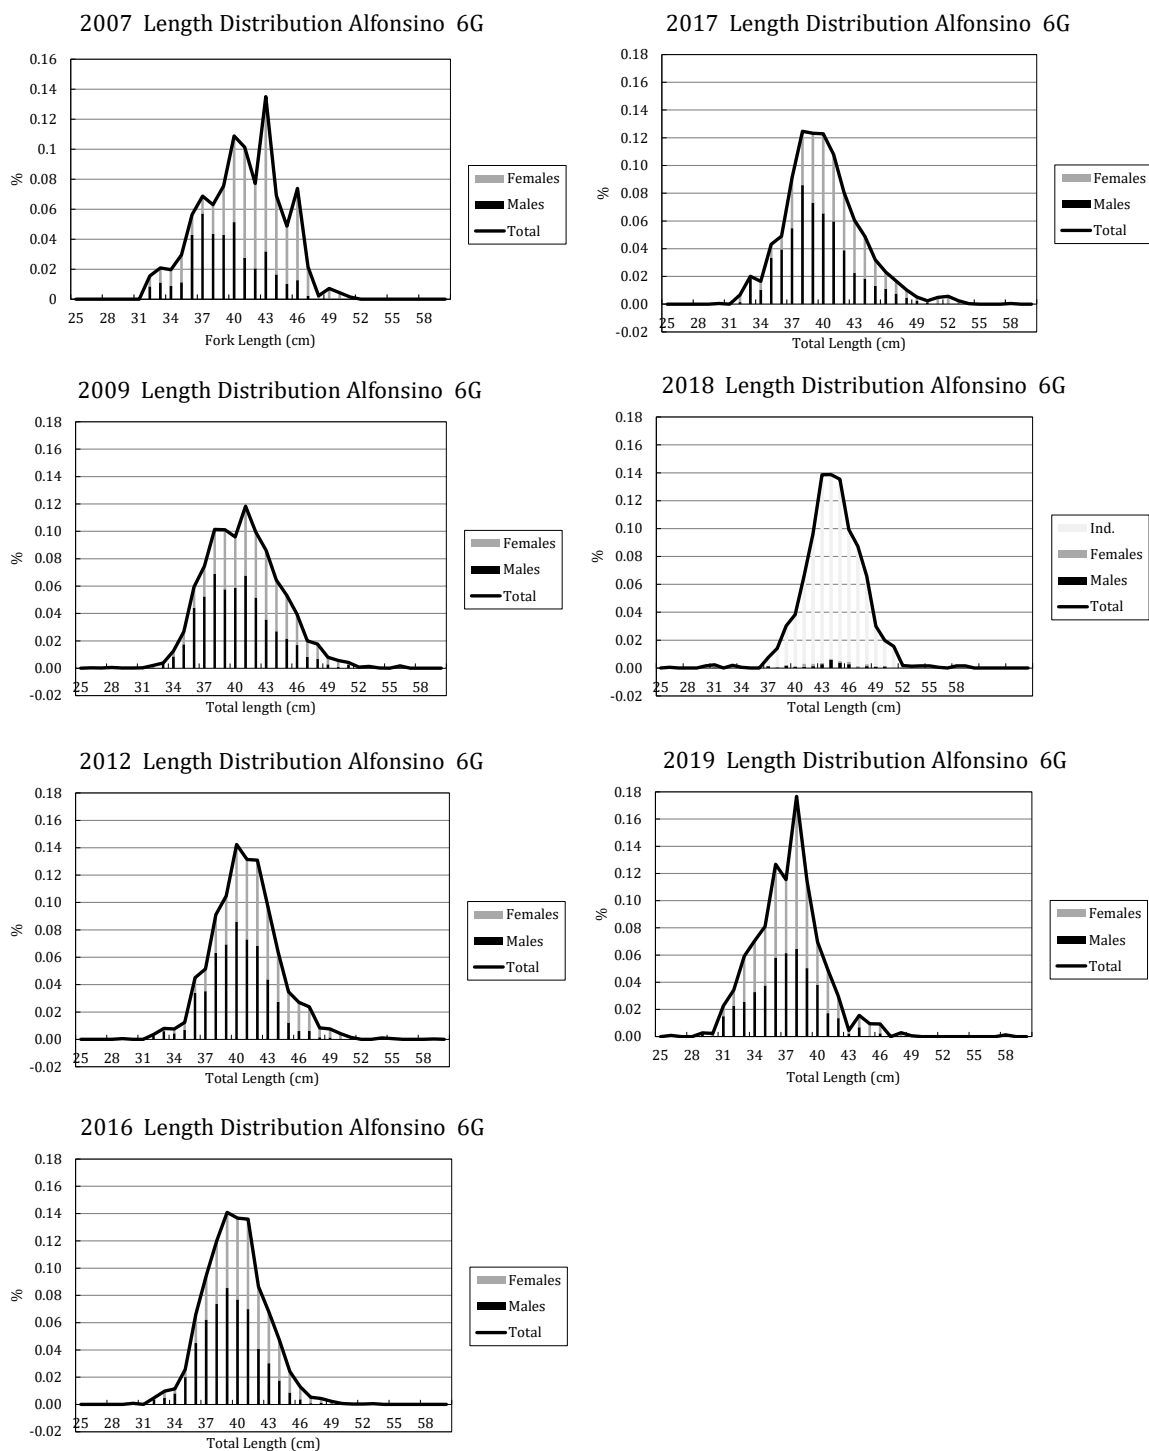 2007 Length Distribution Alfonsino 6G
0.16
0.14
0.12
0.1
0.08
0.06
0.04
0.02
0
%
25 28 31 34 37 40 43 46 49 52 55 58
Fork Length (cm)
Females
Males
Total
2017 Length Distribution Alfonsino 6G
0.18
0.16
0.14
0.12
0.10
0.08
0.06
0.04
0.02
0.00
-0.02
%
25 28 31 34 37 40 43 46 49 52 55 58
Total Length (cm)
Females
Males
Total
2009 Length Distribution Alfonsino 6G
0.18
0.16
0.14
0.12
0.10
0.08
0.06
0.04
0.02
0.00
-0.02
%
25 28 31 34 37 40 43 46 49 52 55 58
Total length (cm)
Females
Males
Total
2018 Length Distribution Alfonsino 6G
0.18
0.16
0.14
0.12
0.10
0.08
0.06
0.04
0.02
0.00
-0.02
%
25 28 31 34 37 40 43 46 49 52 55 58
Total Length (cm)
Ind.
Females
Males
Total
2012 Length Distribution Alfonsino 6G
0.18
0.16
0.14
0.12
0.10
0.08
0.06
0.04
0.02
0.00
-0.02
%
25 28 31 34 37 40 43 46 49 52 55 58
Total Length (cm)
Females
Males
Total
2019 Length Distribution Alfonsino 6G
0.18
0.16
0.14
0.12
0.10
0.08
0.06
0.04
0.02
0.00
-0.02
%
25 28 31 34 37 40 43 46 49 52 55 58
Total Length (cm)
Females
Males
Total
2016 Length Distribution Alfonsino 6G
0.18
0.16
0.14
0.12
0.10
0.08
0.06
0.04
0.02
0.00
-0.02
%
25 28 31 34 37 40 43 46 49 52 55 58
Total Length (cm)
Females
Males
Total